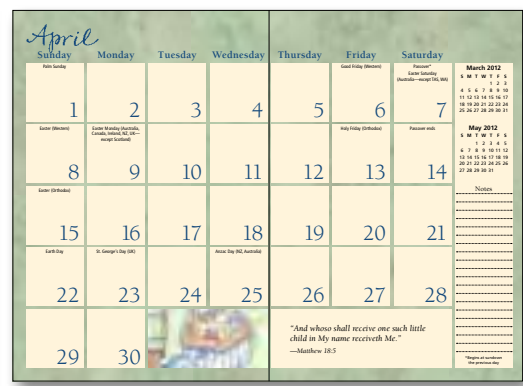 April
Sunday Monday Tuesday Wednesday Thursday Friday Saturday
Palm Sunday
1
2
3
4
5
Good Friday (Western)
6
Passover*
Easter Saturday
(Australia—except TAS, WA)
7
Easter (Western)
8
Easter Monday (Australia,
Canada, Ireland, NZ, UK—
except Scotland)
9
10
11
12
Holy Friday (Orthodox)
13
Passover ends
14
Easter (Orthodox)
15
16
17
18
19
20
21
Earth Day
22
St. George's Day (UK)
23
24
Anzac Day (NZ, Australia)
25
26
27
28
29
30
"And whoso shall receive one such little
child in My name receiveth Me."
—Matthew 18:5
March 2012
S M T W T F S
1 2 3
4 5 6 7 8 9 10
11 12 13 14 15 16 17
18 19 20 21 22 23 24
25 26 27 28 29 30 31
May 2012
S M T W T F S
1 2 3 4 5
6 7 8 9 10 11 12
13 14 15 16 17 18 19
20 21 22 23 24 25 26
27 28 29 30 31
Notes
*Begins at sundown
the previous day